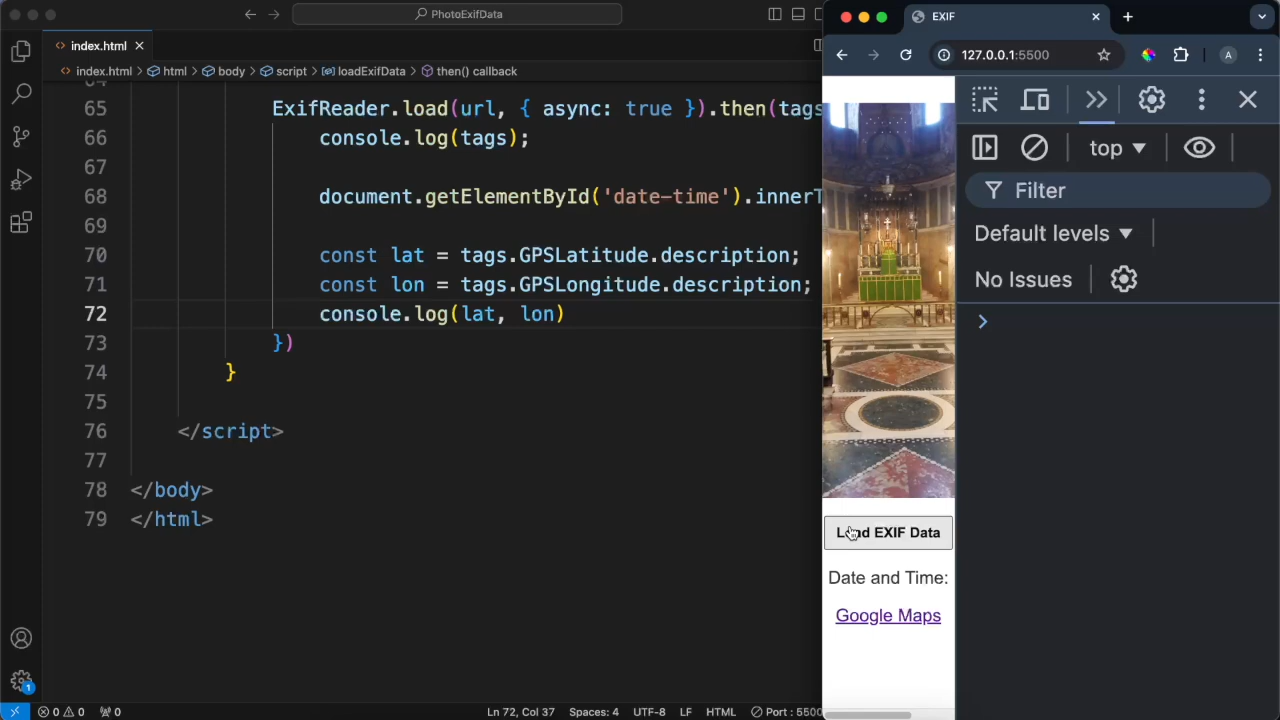 PhotoExifData
index.html
index.html html body script loadExifData then() callback
65 ExifReader.load(url, { async: true }).then(tags
66 console.log(tags);
67
68 document.getElementById('date-time').innerT
69
70 const lat = tags.GPSLatitude.description;
71 const lon = tags.GPSLongitude.description;
72 console.log(lat, lon)
73 })
74 }
75
76 </script>
77
78 </body>
79 </html>
1
0 0 0
Ln 72, Col 37 Spaces: 4 UTF-8 LF HTML Port : 5500
EXIF
127.0.0.1:5500
A
top
Filter
Default levels
No Issues
Load EXIF Data
Date and Time:
Google Maps